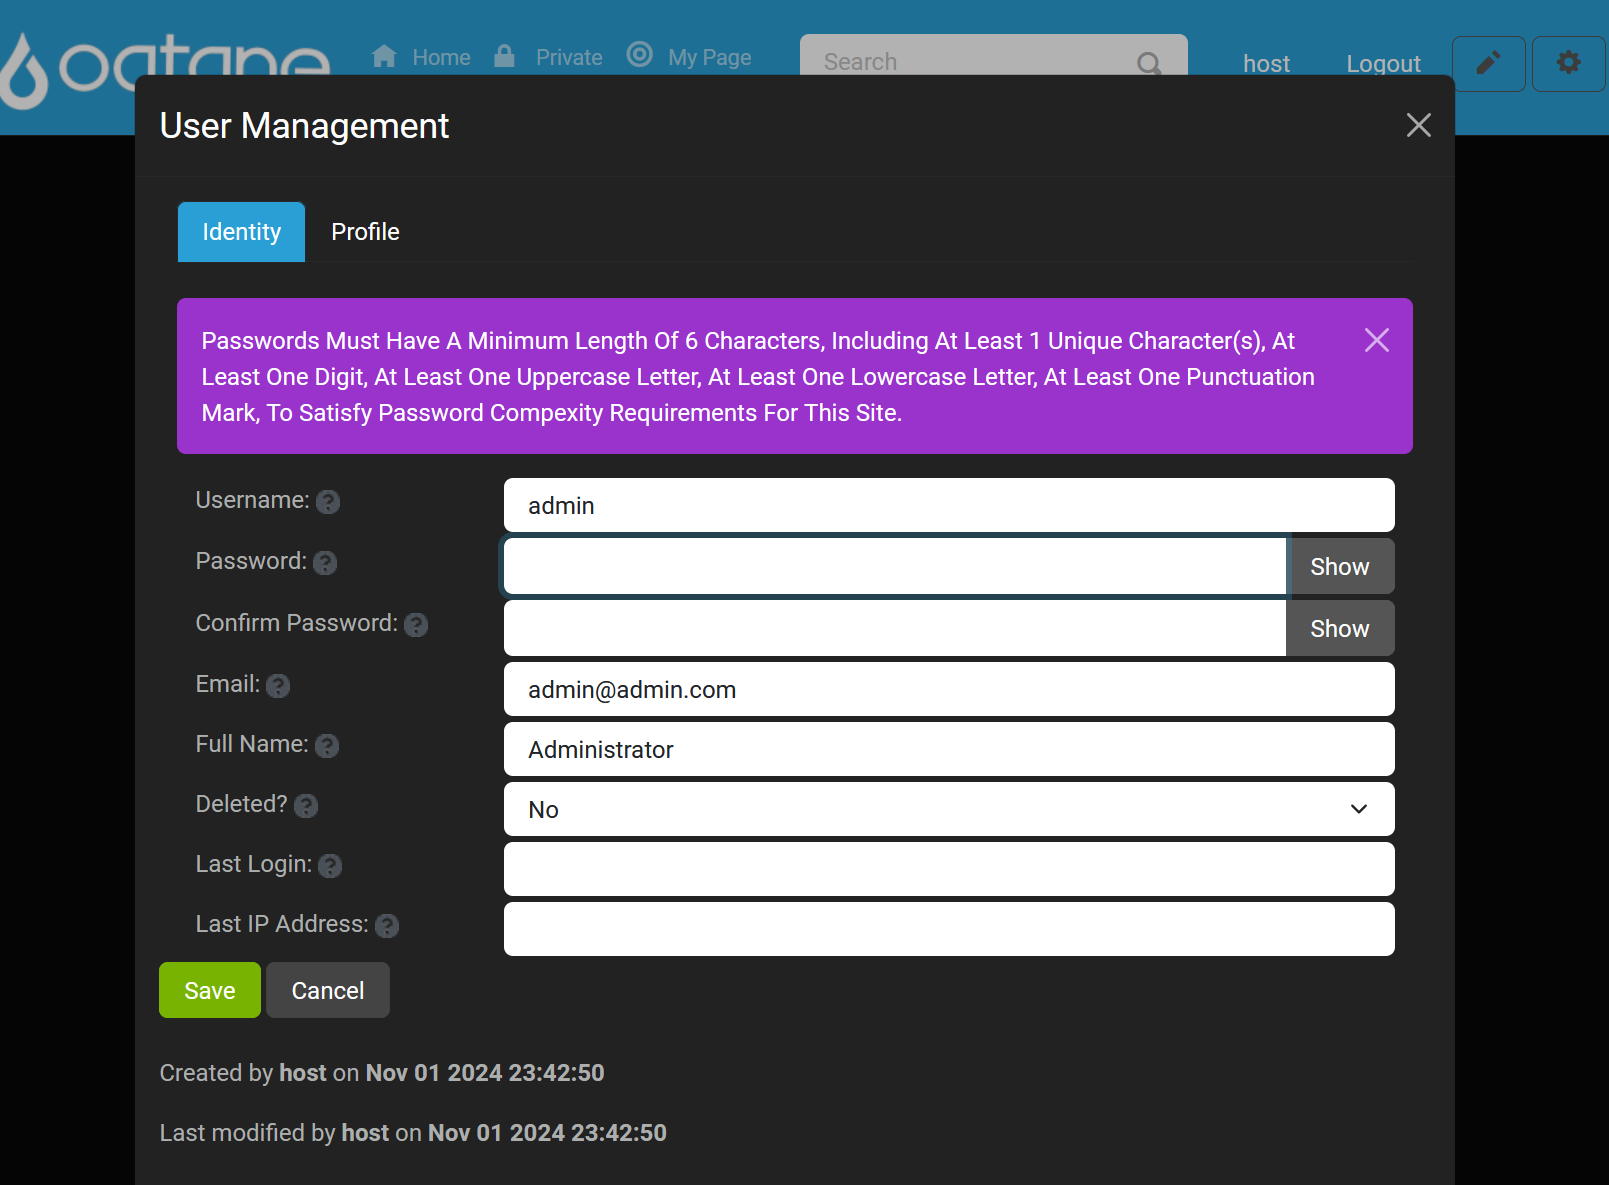 oqtane Home Private My Page Search host Logout
User Management
Identity Profile
Passwords Must Have A Minimum Length Of 6 Characters, Including At Least 1 Unique Character(s), At
Least One Digit, At Least One Uppercase Letter, At Least One Lowercase Letter, At Least One Punctuation
Mark, To Satisfy Password Compexity Requirements For This Site.
Username: admin
Password: Show
Confirm Password: Show
Email: admin@admin.com
Full Name: Administrator
Deleted? No
Last Login:
Last IP Address:
Save Cancel
Created by host on Nov 01 2024 23:42:50
Last modified by host on Nov 01 2024 23:42:50